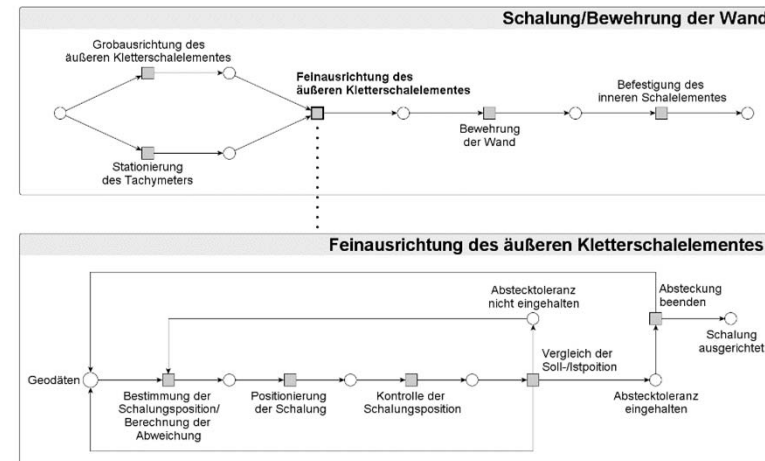 Schalung/Bewehrung der Wand
Grobausrichtung des
äußeren Kletterschalelementes
Feinausrichtung des
äußeren Kletterschalelementes
Befestigung des
inneren Schalelementes
Bewehrung
der Wand
Stationierung
des Tachymeters
Feinausrichtung des äußeren Kletterschalelementes
Abstecktoleranz
nicht eingehalten
Absteckung
beenden
Schalung
ausgerichtet
Vergleich der
Soll-/Istpoition
Geodäten
Bestimmung der
Schalungsposition/
Berechnung der
Abweichung
Positionierung
der Schalung
Kontrolle der
Schalungsposition
Abstecktoleranz
eingehalten